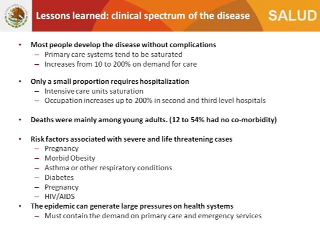 Lessons learned: clinical spectrum of the disease
SALUD
• Most people develop the disease without complications
– Primary care systems tend to be saturated
– Increases from 10 to 200% on demand for care
• Only a small proportion requires hospitalization
– Intensive care units saturation
– Occupation increases up to 200% in second and third level hospitals
• Deaths were mainly among young adults. (12 to 54% had no co-morbidity)
• Risk factors associated with severe and life threatening cases
– Pregnancy
– Morbid Obesity
– Asthma or other respiratory conditions
– Diabetes
– Pregnancy
– HIV/AIDS
• The epidemic can generate large pressures on health systems
– Must contain the demand on primary care and emergency services